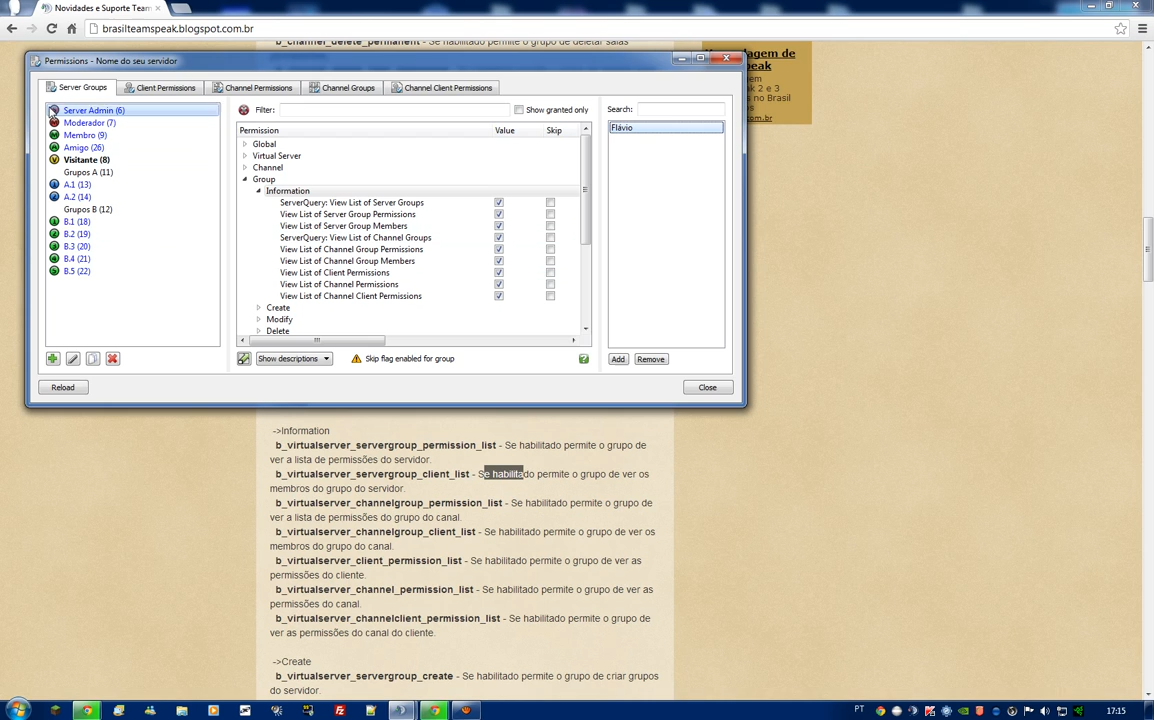 Novidades e Suporte Team
brasilteamspeak.blogspot.com.br
b_channel_delete_permanent - Se habilitado permite o grupo de deletar salas
Permissions - Nome do seu servidor
Server Groups
Client Permissions
Channel Permissions
Channel Groups
Channel Client Permissions
Server Admin (6)
Moderador (7)
Membro (9)
Amigo (26)
Visitante (8)
Grupos A (11)
A.1 (13)
A.2 (14)
Grupos B (12)
B.1 (18)
B.2 (19)
B.3 (20)
B.4 (21)
B.5 (22)
Filter:
Show granted only
Permission Value Skip
Global
Virtual Server
Channel
Group
Information
ServerQuery: View List of Server Groups
View List of Server Group Permissions
View List of Server Group Members
ServerQuery: View List of Channel Groups
View List of Channel Group Permissions
View List of Channel Group Members
View List of Client Permissions
View List of Channel Permissions
View List of Channel Client Permissions
Create
Modify
Delete
Show descriptions
Skip flag enabled for group
Search:
Flávio
Add
Remove
Reload
Close
agem de
peak
em
ak 2 e 3
s no Brasil
om.br
->Information
b_virtualserver_servergroup_permission_list - Se habilitado permite o grupo de
ver a lista de permissões do servidor.
b_virtualserver_servergroup_client_list - Se habilitado permite o grupo de ver os
membros do grupo do servidor.
b_virtualserver_channelgroup_permission_list - Se habilitado permite o grupo de
ver a lista de permissões do grupo do canal.
b_virtualserver_channelgroup_client_list - Se habilitado permite o grupo de ver os
membros do grupo do canal.
b_virtualserver_client_permission_list - Se habilitado permite o grupo de ver as
permissões do cliente.
b_virtualserver_channel_permission_list - Se habilitado permite o grupo de ver as
permissões do canal.
b_virtualserver_channelclient_permission_list - Se habilitado permite o grupo de
ver as permissões do canal do cliente.
->Create
b_virtualserver_servergroup_create - Se habilitado permite o grupo de criar grupos
do servidor.
PT
17:15